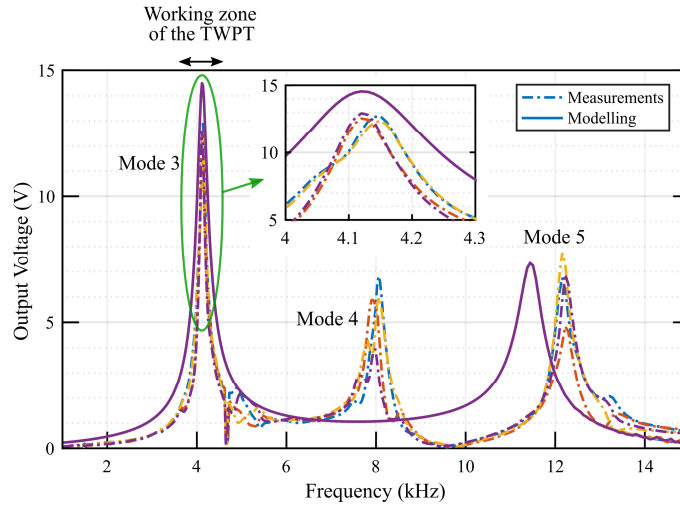 Working zone
of the TWPT
15
10
5
0
Output Voltage (V)
2
4
6
8
10
12
14
Frequency (kHz)
Mode 3
Mode 4
Mode 5
15
10
5
4
4.1
4.2
4.3
Measurements
Modelling